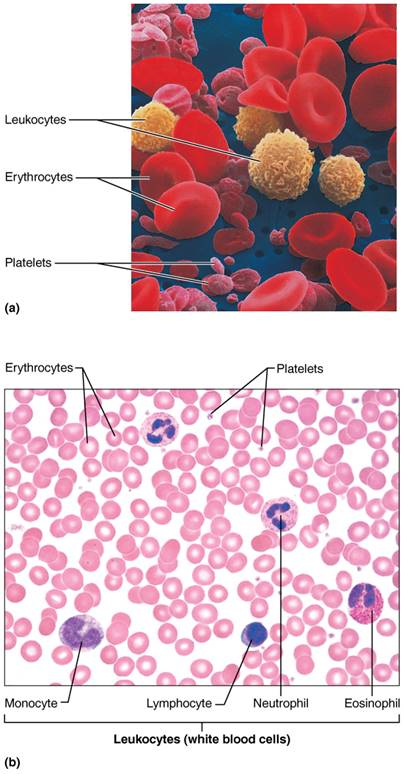 Leukocytes
Erythrocytes
Platelets
(a)
Erythrocytes Platelets
Monocyte Lymphocyte Neutrophil Eosinophil
Leukocytes (white blood cells)
(b)